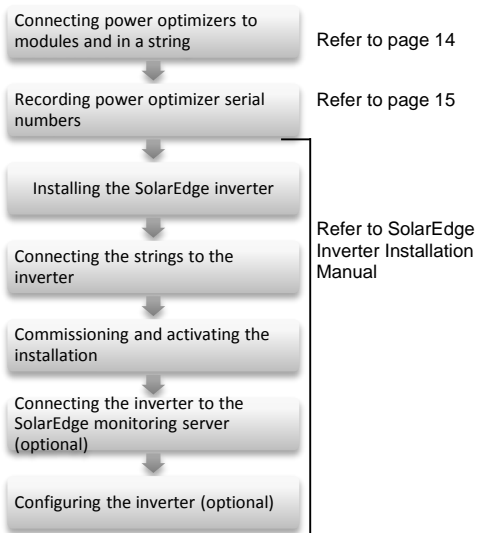 Connecting power optimizers to
modules and in a string
Refer to page 14
Recording power optimizer serial
numbers
Refer to page 15
Installing the SolarEdge inverter
Refer to SolarEdge
Inverter Installation
Manual
Connecting the strings to the
inverter
Commissioning and activating the
installation
Connecting the inverter to the
SolarEdge monitoring server
(optional)
Configuring the inverter (optional)